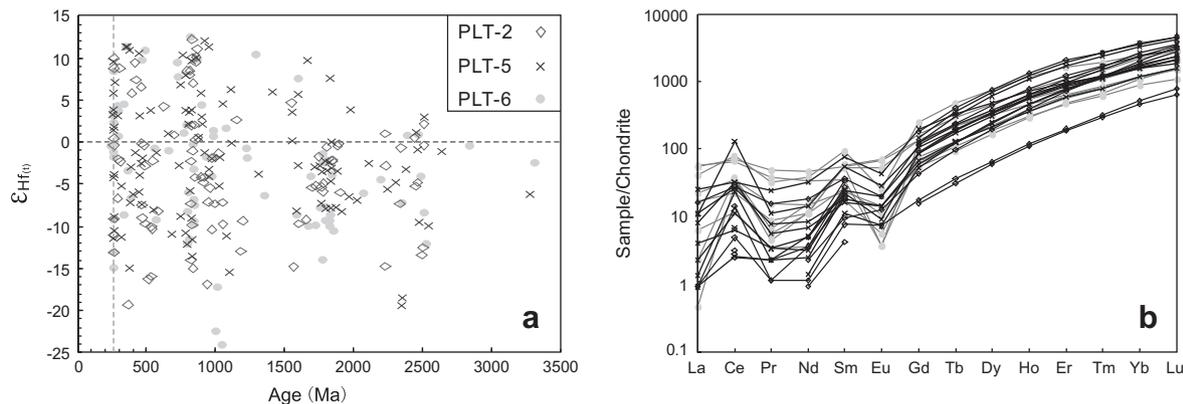 15
10
5
0
-5
-10
-15
-20
-25
εHf(t)
PLT-2
PLT-5
PLT-6
a
0
500
1000
1500
2000
2500
3000
3500
Age (Ma)
10000
1000
100
10
1
0.1
Sample/Chondrite
b
La Ce Pr Nd Sm Eu Gd Tb Dy Ho Er Tm Yb Lu